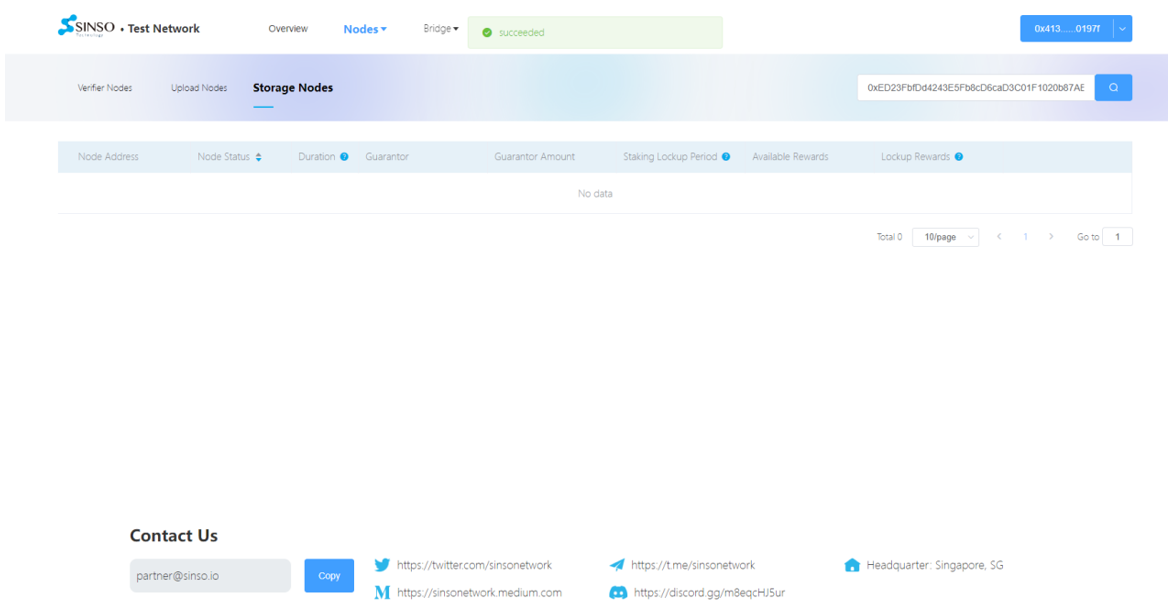 SINSO
Technology
• Test Network
Overview
Nodes
Bridge
succeeded
0x413......0197f
Verifier Nodes
Upload Nodes
Storage Nodes
0xED23FbfDd4243E5Fb8cD6caD3C01F1020b87AE
Node Address
Node Status
Duration
Guarantor
Guarantor Amount
Staking Lockup Period
Available Rewards
Lockup Rewards
No data
Total 0
10/page
1
Go to
1
Contact Us
partner@sinso.io
Copy
https://twitter.com/sinsonetwork
https://t.me/sinsonetwork
Headquarter: Singapore, SG
https://sinsonetwork.medium.com
https://discord.gg/m8eqcHJ5ur